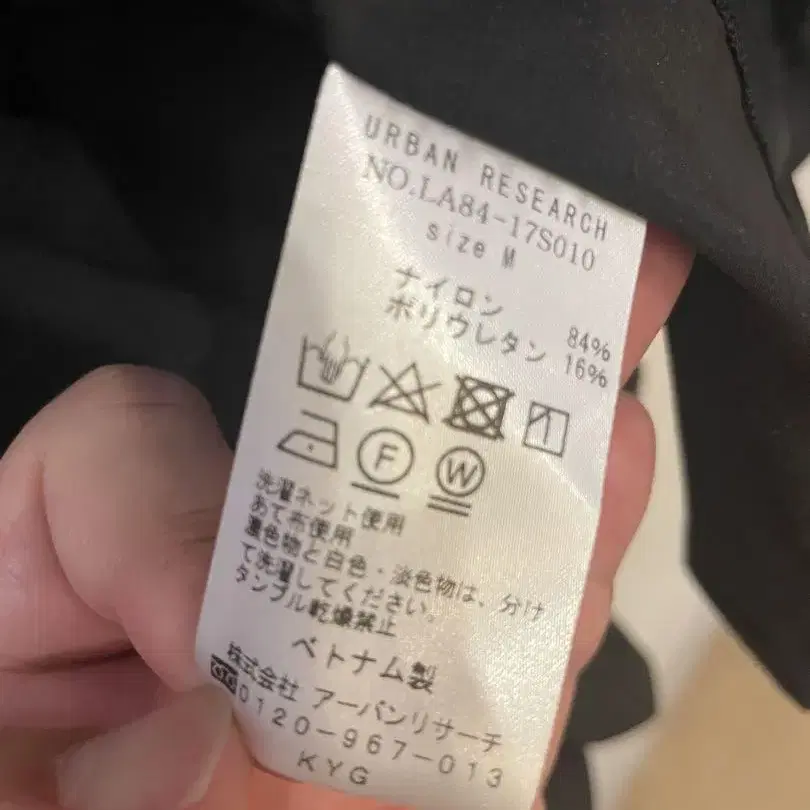 URBAN RESEARCH
NO.LA84-17S010
size M
ナイロン 84%
ポリウレタン 16%
F W
洗濯ネット使用
あて布使用
濃色物と白色・淡色物は、分け
て洗濯してください。
タンブル乾燥禁止
ベトナム製
株式会社 アーバンリサーチ
0120-967-013
KYG